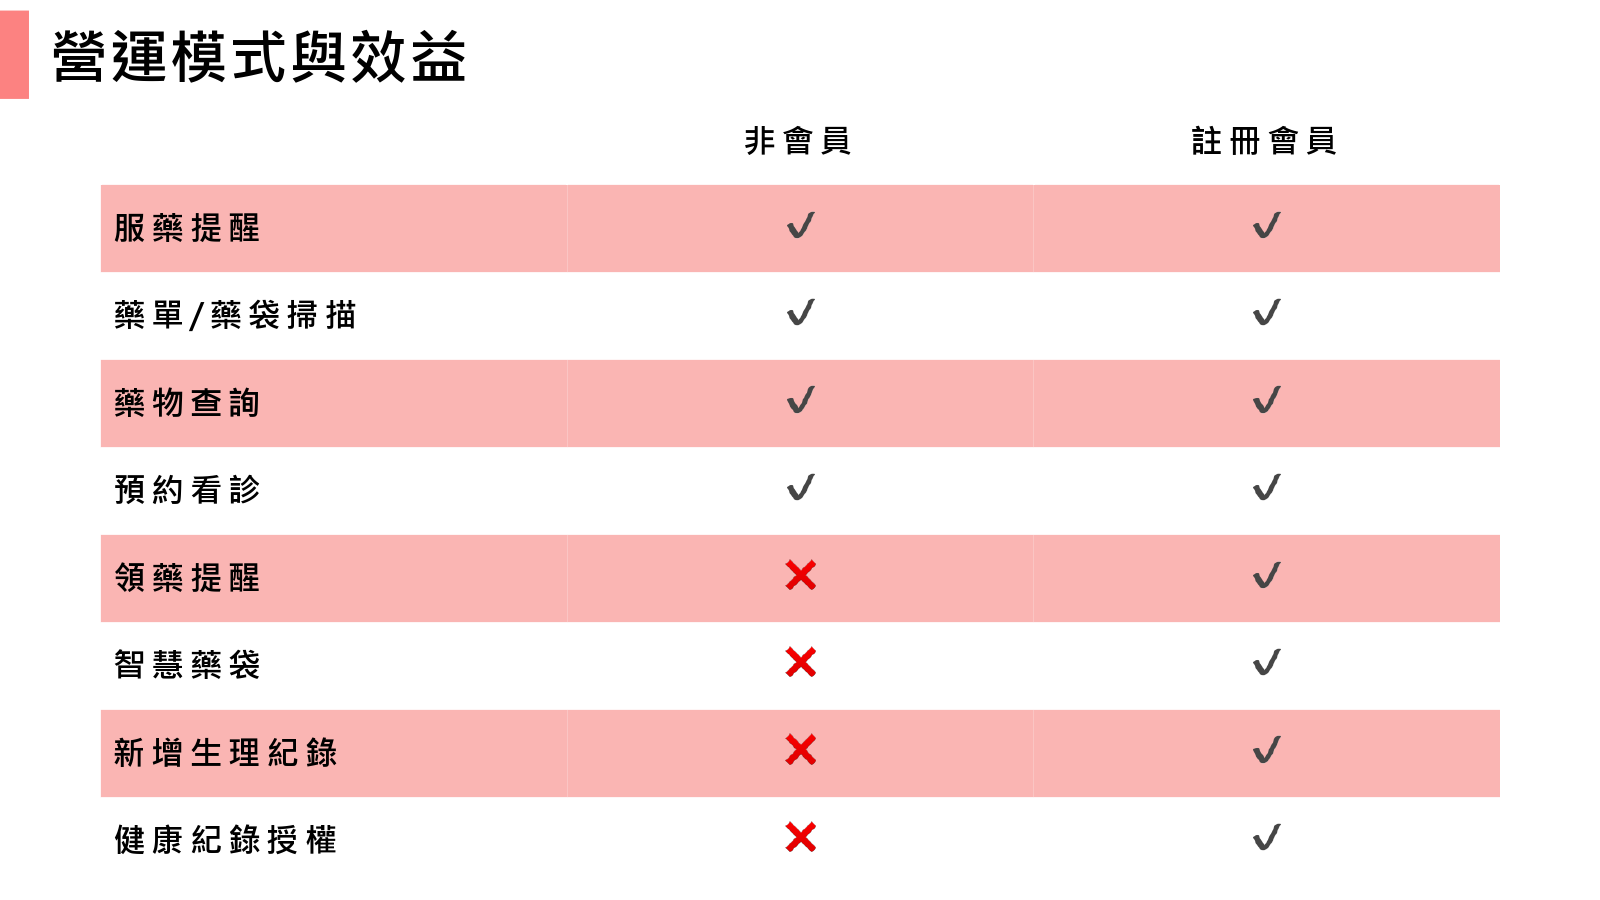 營運模式與效益
非會員 註冊會員
服藥提醒 ✔ ✔
藥單/藥袋掃描 ✔ ✔
藥物查詢 ✔ ✔
預約看診 ✔ ✔
領藥提醒 ❌ ✔
智慧藥袋 ❌ ✔
新增生理紀錄 ❌ ✔
健康紀錄授權 ❌ ✔